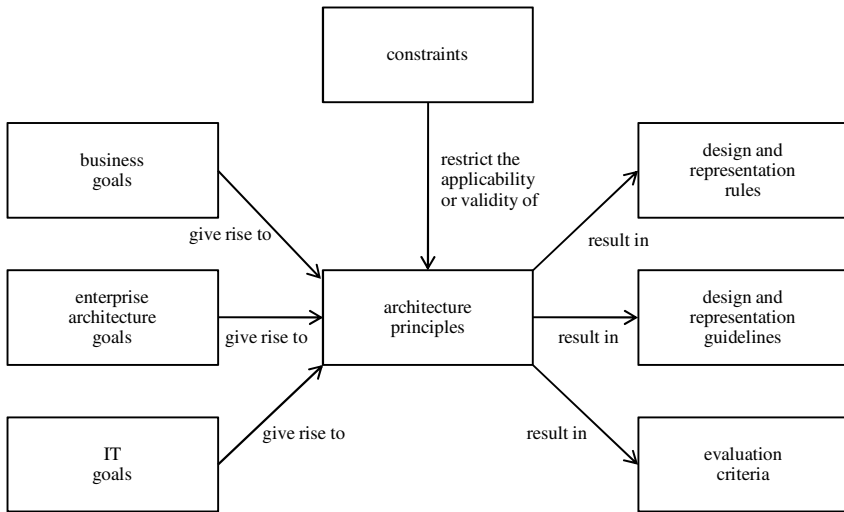 constraints
business
goals
restrict the
applicability
or validity of
design and
representation
rules
give rise to
result in
enterprise
architecture
goals
give rise to
architecture
principles
result in
design and
representation
guidelines
IT
goals
give rise to
result in
evaluation
criteria